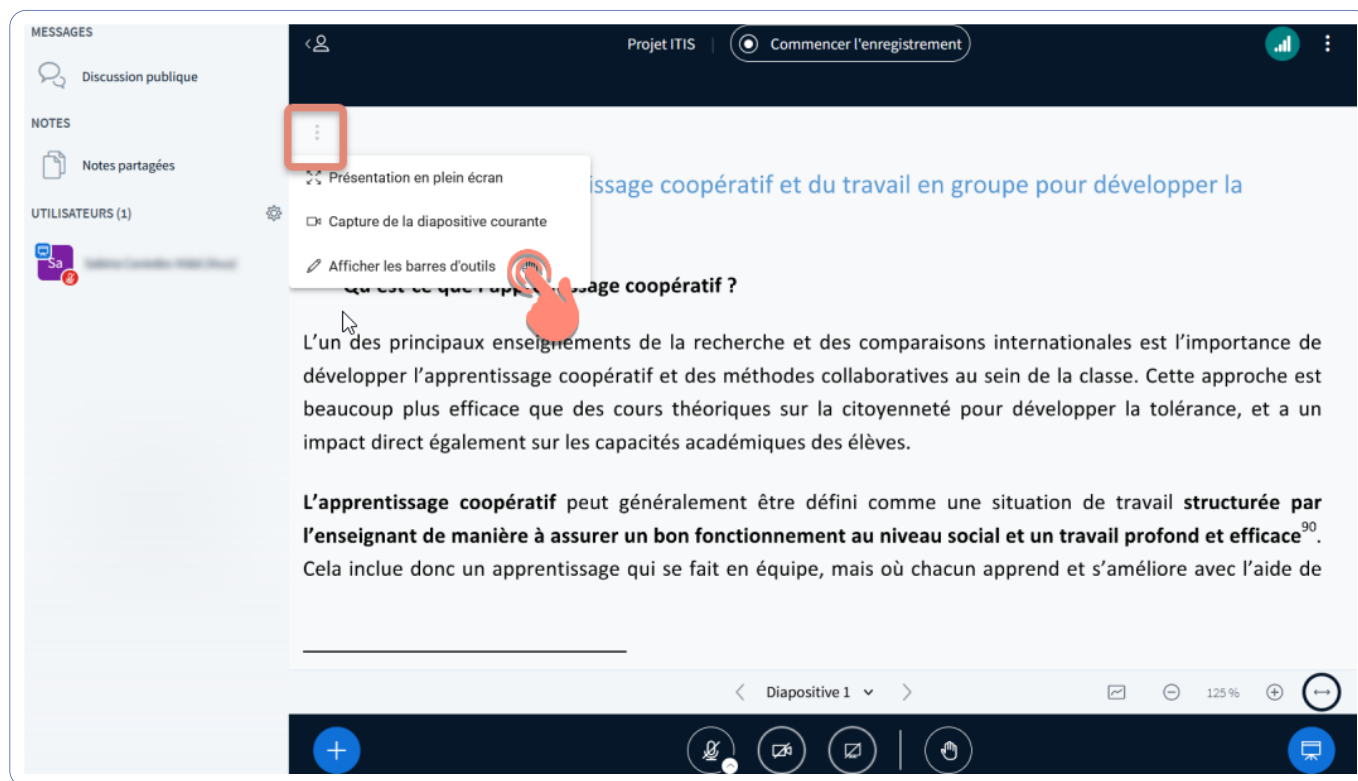 MESSAGES
Discussion publique
NOTES
Notes partagées
UTILISATEURS (1)
Sa
Projet ITIS
Commencer l'enregistrement
Présentation en plein écran
Capture de la diapositive courante
Afficher les barres d'outils
issage coopératif et du travail en groupe pour développer la
Qu'est-ce que l'apprentissage coopératif ?
L’un des principaux enseignements de la recherche et des comparaisons internationales est l’importance de
développer l’apprentissage coopératif et des méthodes collaboratives au sein de la classe. Cette approche est
beaucoup plus efficace que des cours théoriques sur la citoyenneté pour développer la tolérance, et a un
impact direct également sur les capacités académiques des élèves.
L’apprentissage coopératif peut généralement être défini comme une situation de travail structurée par
l’enseignant de manière à assurer un bon fonctionnement au niveau social et un travail profond et efficace90.
Cela inclue donc un apprentissage qui se fait en équipe, mais où chacun apprend et s’améliore avec l’aide de
Diapositive 1
125 %